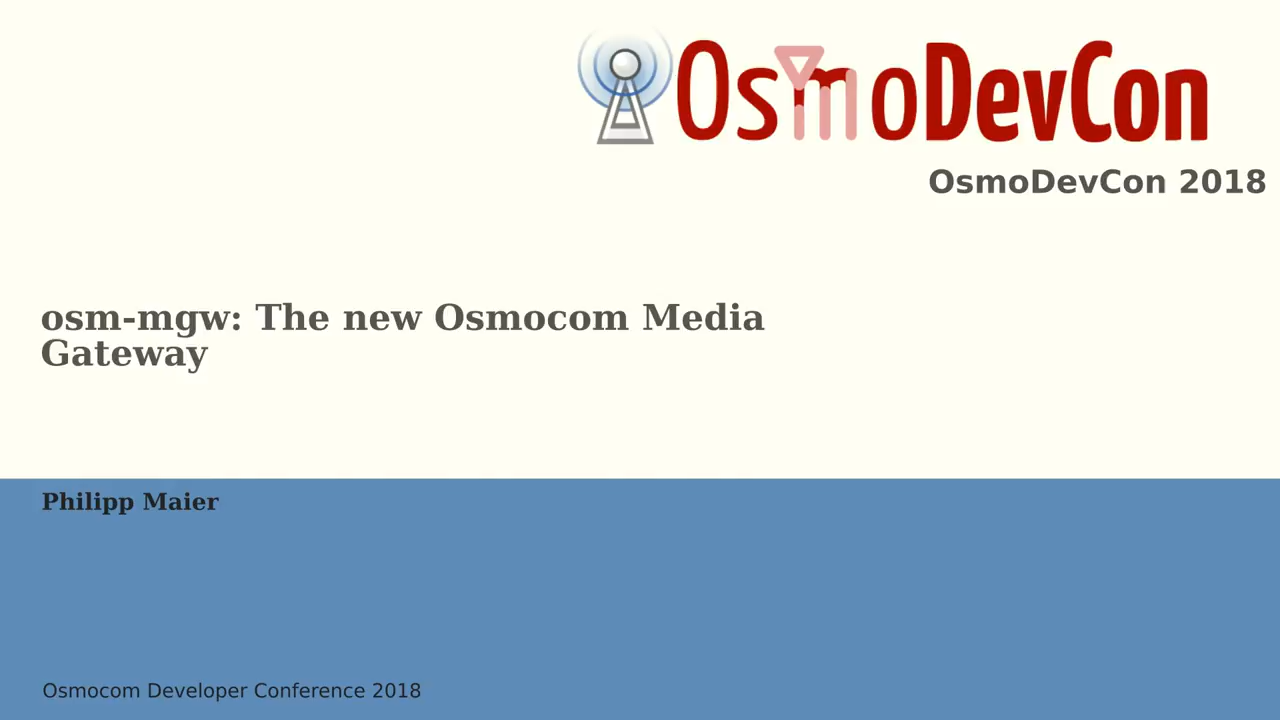 OsmoDevCon
OsmoDevCon 2018
osm-mgw: The new Osmocom Media
Gateway
Philipp Maier
Osmocom Developer Conference 2018